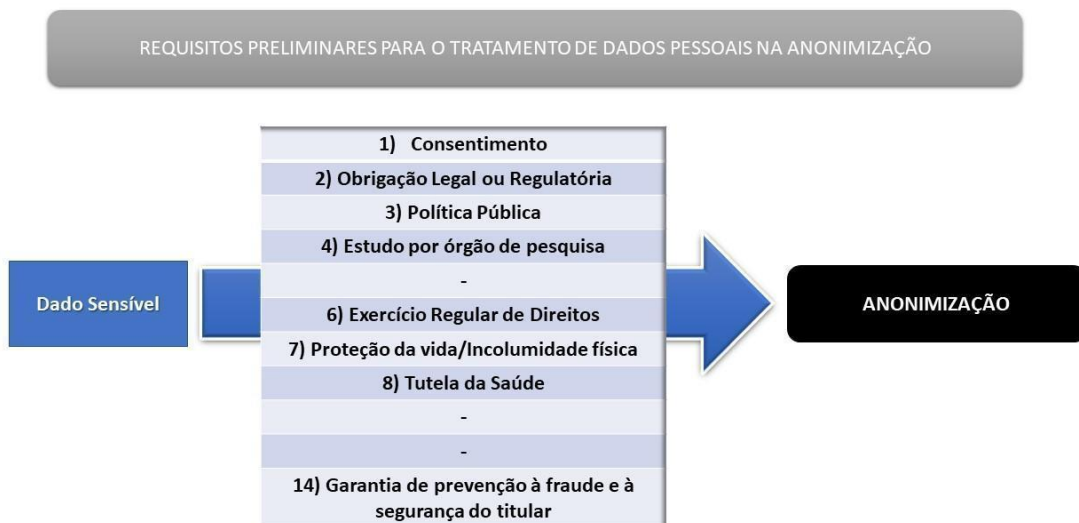 REQUISITOS PRELIMINARES PARA O TRATAMENTO DE DADOS PESSOAIS NA ANONIMIZAÇÃO
Dado Sensível
1) Consentimento
2) Obrigação Legal ou Regulatória
3) Política Pública
4) Estudo por órgão de pesquisa
-
6) Exercício Regular de Direitos
7) Proteção da vida/Incolumidade física
8) Tutela da Saúde
-
-
14) Garantia de prevenção à fraude e à
segurança do titular
ANONIMIZAÇÃO